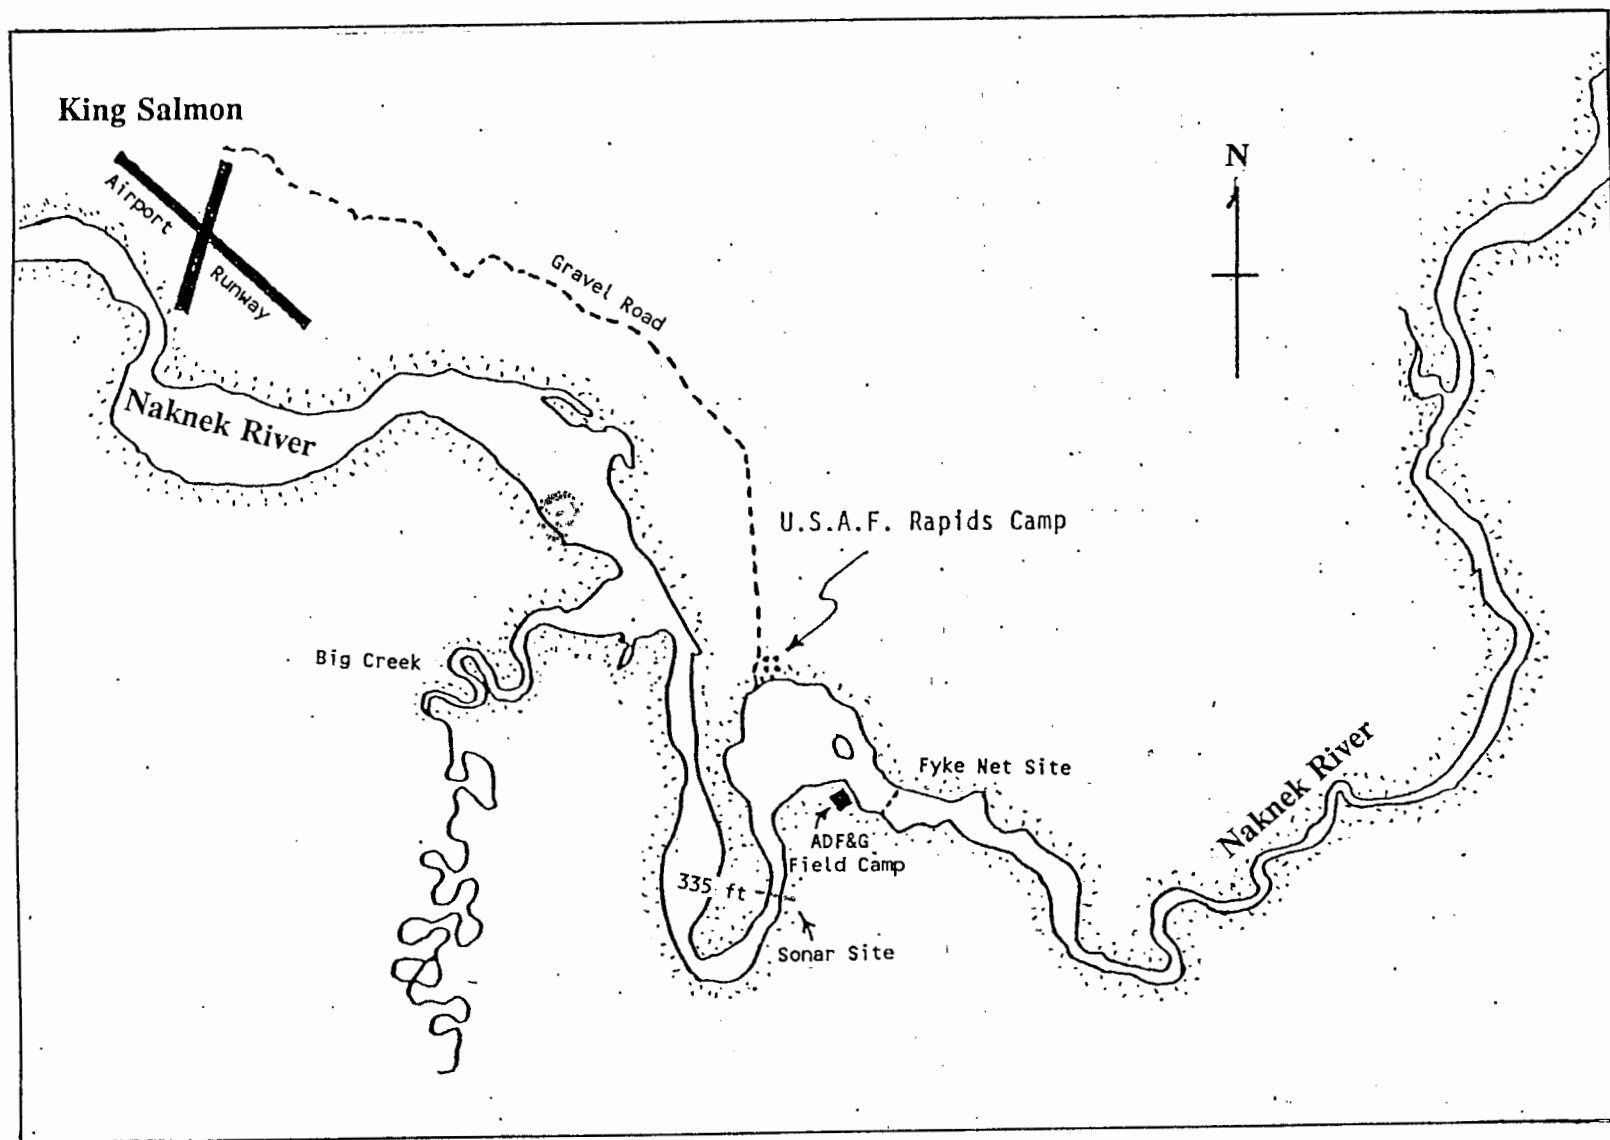 King Salmon
N
Airport
Runway
Gravel Road
Naknek River
U.S.A.F. Rapids Camp
Big Creek
Fyke Net Site
Naknek River
ADF&G
Field Camp
335 ft
Sonar Site